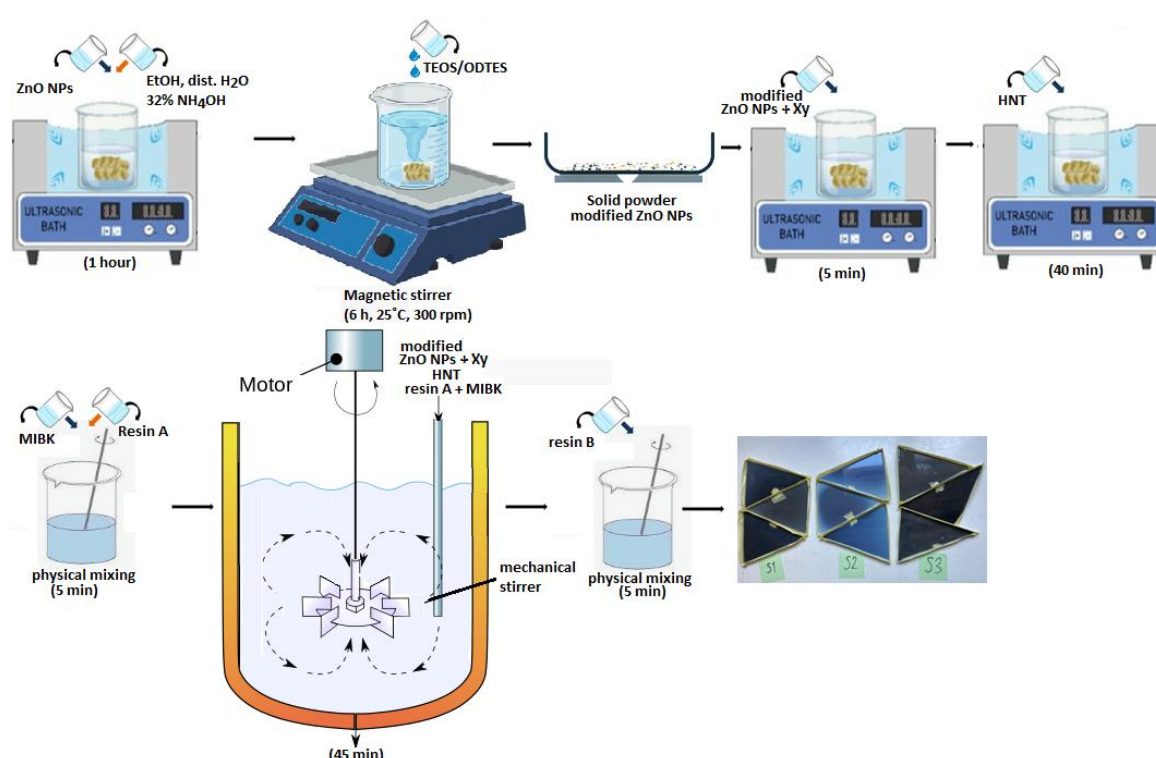 ZnO NPs
EtOH, dist. H2O
32% NH4OH
ULTRASONIC
BATH
(1 hour)
TEOS/ODTES
Magnetic stirrer
(6 h, 25˚C, 300 rpm)
Solid powder
modified ZnO NPs
modified
ZnO NPs + Xy
ULTRASONIC
BATH
(5 min)
HNT
ULTRASONIC
BATH
(40 min)
MIBK
Resin A
physical mixing
(5 min)
Motor
modified
ZnO NPs + Xy
HNT
resin A + MIBK
mechanical
stirrer
(45 min)
resin B
physical mixing
(5 min)
S1
S2
S3